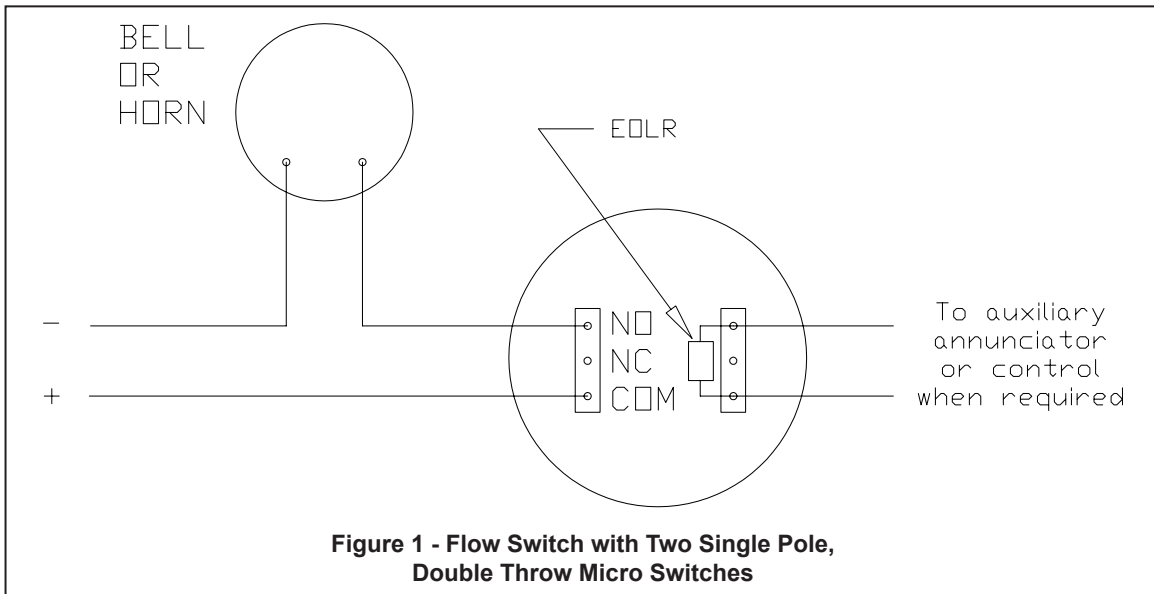 BELL
OR
HORN
EOLR
-
+
NO
NC
COM
To auxiliary
annunciator
or control
when required
Figure 1 - Flow Switch with Two Single Pole,
Double Throw Micro Switches